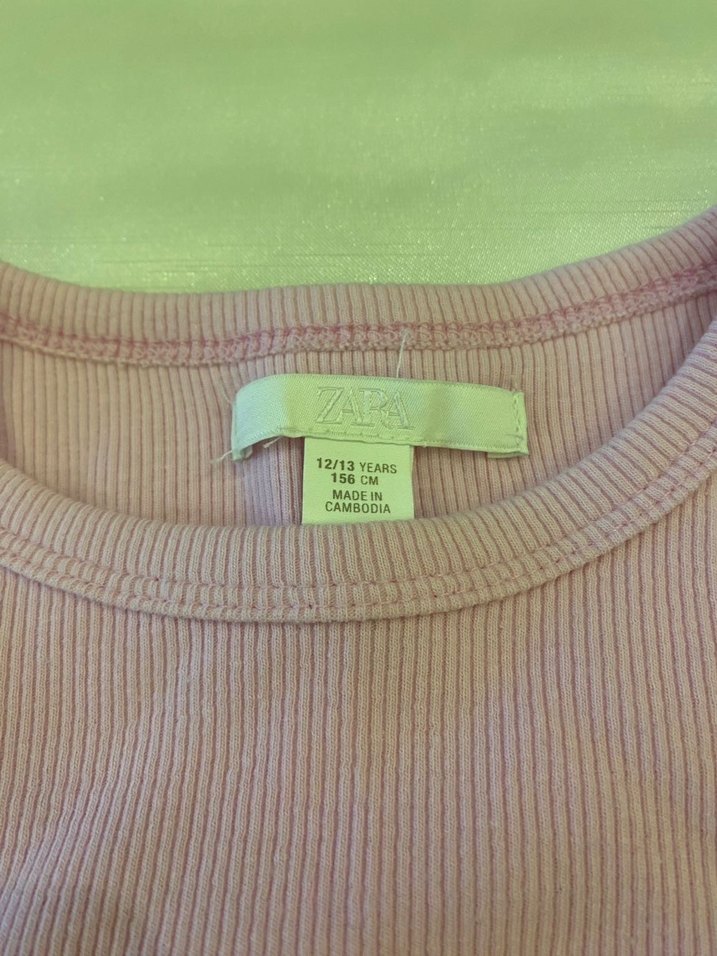 ZARA
12/13 YEARS
156 CM
MADE IN
CAMBODIA